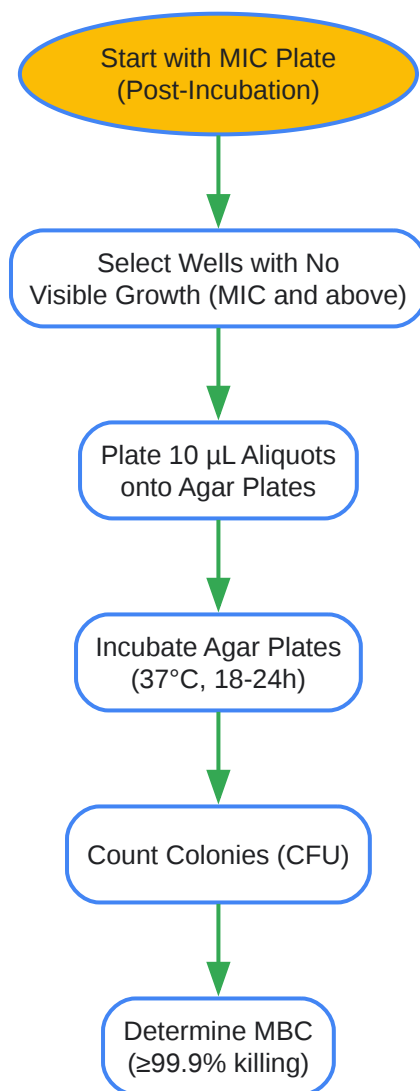 Start with MIC Plate
(Post-Incubation)
Select Wells with No
Visible Growth (MIC and above)
Plate 10 µL Aliquots
onto Agar Plates
Incubate Agar Plates
(37°C, 18-24h)
Count Colonies (CFU)
Determine MBC
(≥99.9% killing)